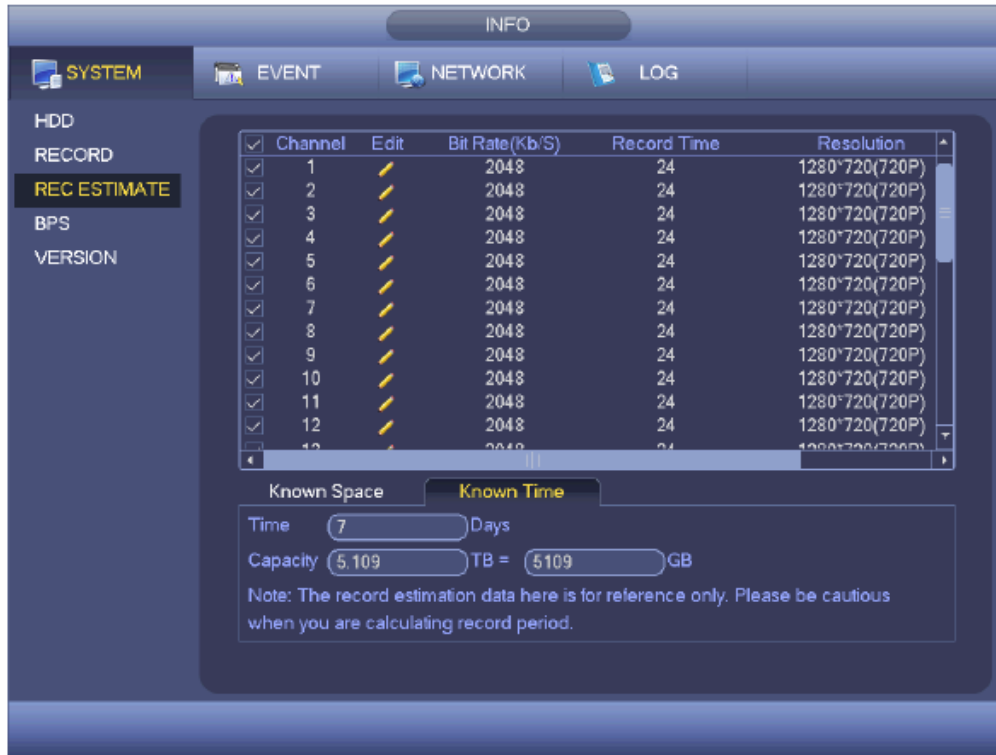 INFO
SYSTEM EVENT NETWORK LOG
HDD
RECORD
REC ESTIMATE
BPS
VERSION
Channel Edit Bit Rate(Kb/S) Record Time Resolution
1 2048 24 1280*720(720P)
2 2048 24 1280*720(720P)
3 2048 24 1280*720(720P)
4 2048 24 1280*720(720P)
5 2048 24 1280*720(720P)
6 2048 24 1280*720(720P)
7 2048 24 1280*720(720P)
8 2048 24 1280*720(720P)
9 2048 24 1280*720(720P)
10 2048 24 1280*720(720P)
11 2048 24 1280*720(720P)
12 2048 24 1280*720(720P)
13 2048 24 1280*720(720P)
Known Space Known Time
Time 7 Days
Capacity 5.109 TB = 5109 GB
Note: The record estimation data here is for reference only. Please be cautious
when you are calculating record period.